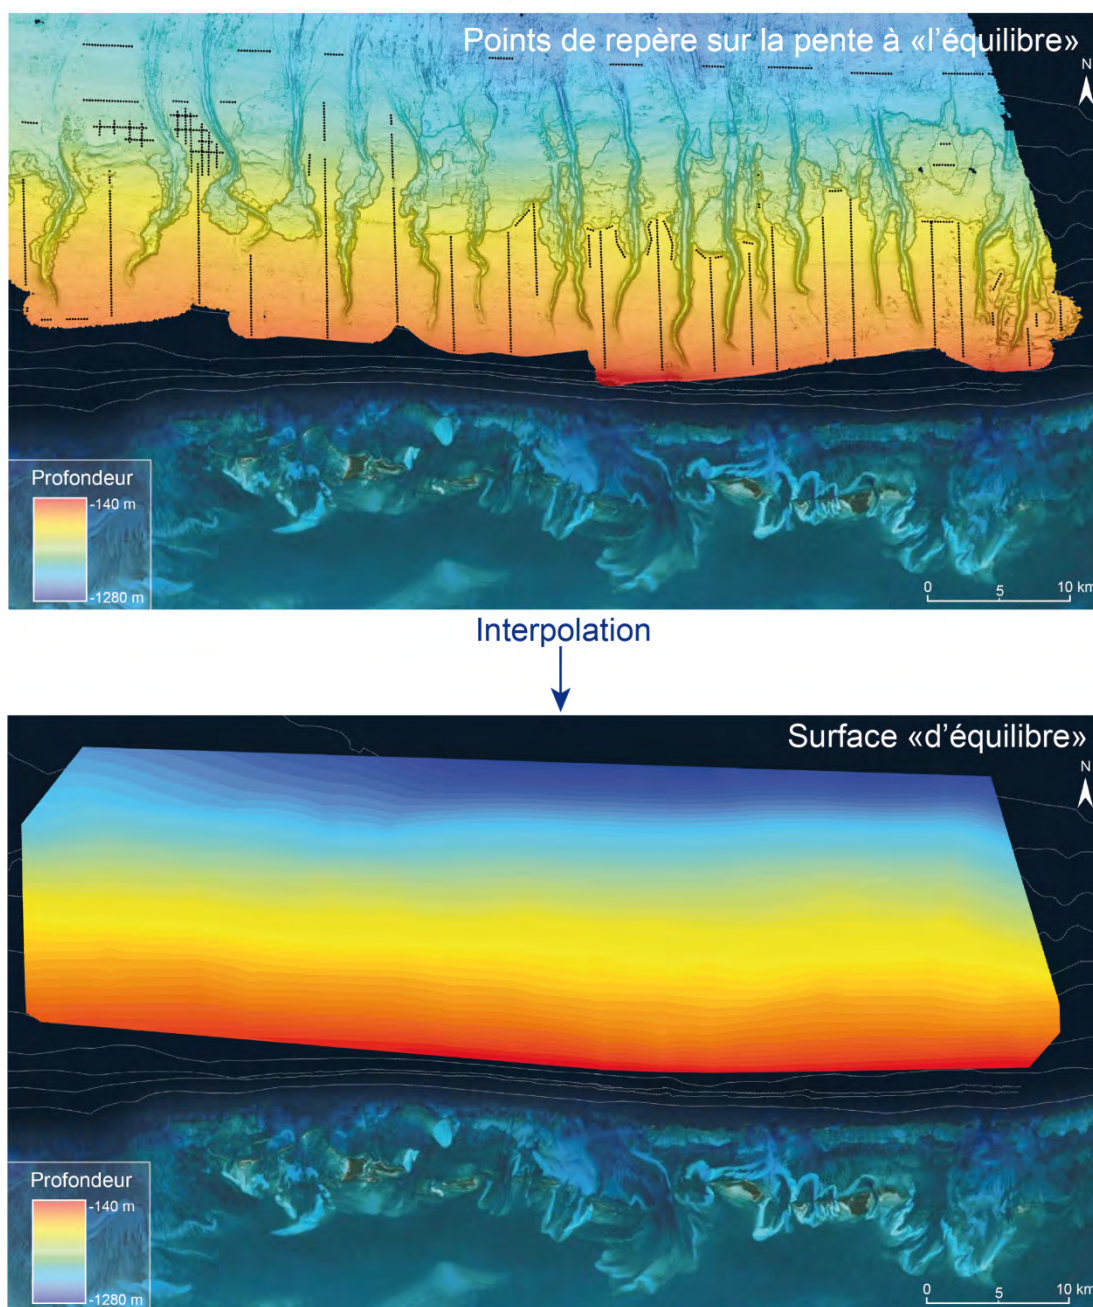 Points de repère sur la pente à «l'équilibre»
N
Profondeur
-140 m
-1280 m
0 5 10 km
Interpolation
Surface «d'équilibre»
N
Profondeur
-140 m
-1280 m
0 5 10 km